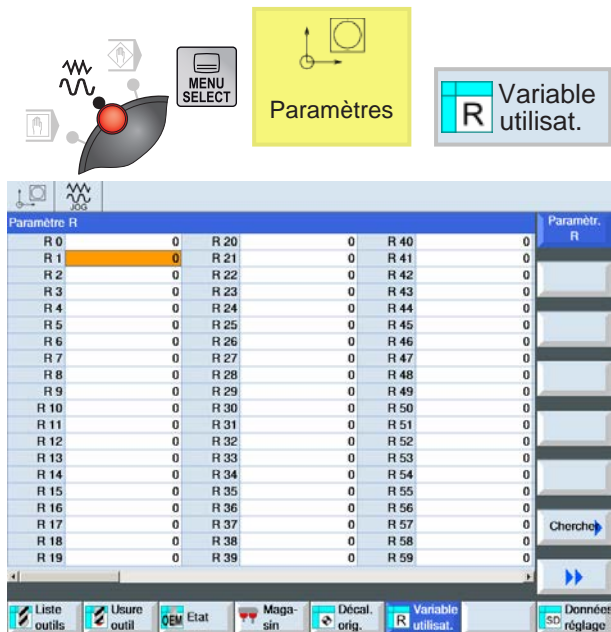 MENU
SELECT
Paramètres
R
Variable
utilisat.
JOG
Paramètre R
Paramètr.
R
R 0 0 R 20 0 R 40 0
R 1 0 R 21 0 R 41 0
R 2 0 R 22 0 R 42 0
R 3 0 R 23 0 R 43 0
R 4 0 R 24 0 R 44 0
R 5 0 R 25 0 R 45 0
R 6 0 R 26 0 R 46 0
R 7 0 R 27 0 R 47 0
R 8 0 R 28 0 R 48 0
R 9 0 R 29 0 R 49 0
R 10 0 R 30 0 R 50 0
R 11 0 R 31 0 R 51 0
R 12 0 R 32 0 R 52 0
R 13 0 R 33 0 R 53 0
R 14 0 R 34 0 R 54 0
R 15 0 R 35 0 R 55 0
R 16 0 R 36 0 R 56 0
R 17 0 R 37 0 R 57 0
R 18 0 R 38 0 R 58 0
R 19 0 R 39 0 R 59 0
Cherche
Liste
outils
Usure
outil
OEM Etat
Maga-
sin
Décal.
orig.
R Variable
utilisat.
SD Données
réglage